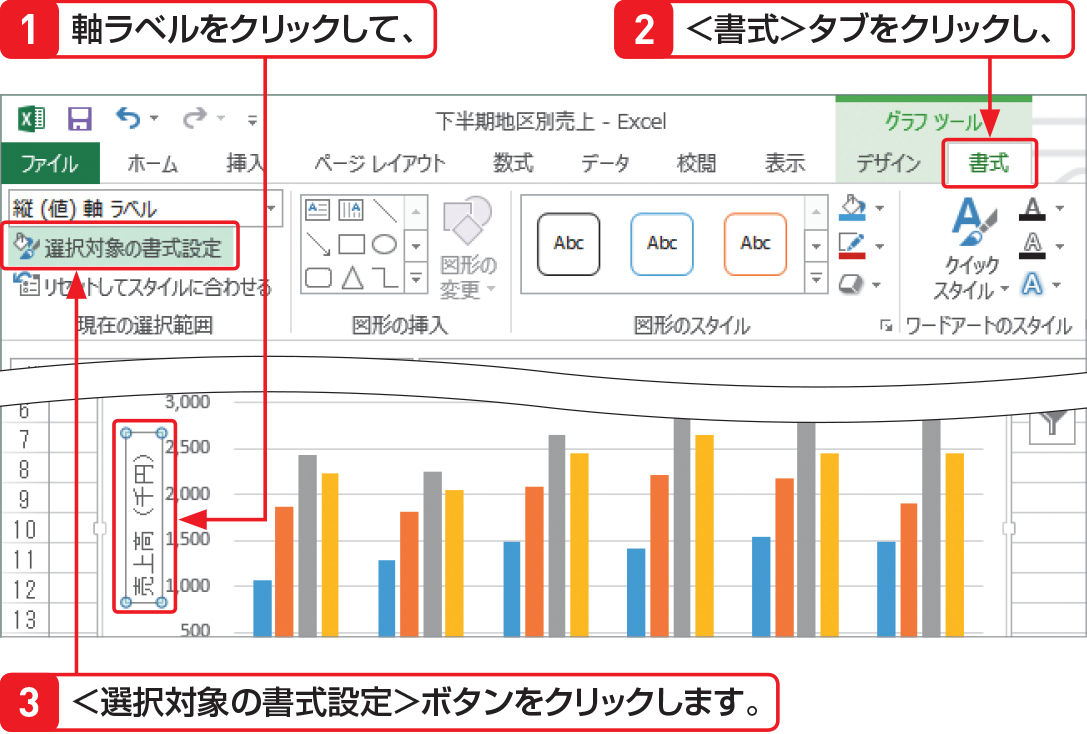 1 軸ラベルをクリックして、
2 <書式>タブをクリックし、
下半期地区別売上 - Excel
グラフ ツール
ファイル ホーム 挿入 ページ レイアウト 数式 データ 校閲 表示 デザイン 書式
縦 (値) 軸 ラベル
選択対象の書式設定
リセットしてスタイルに合わせる
現在の選択範囲
図形の
変更
図形の挿入
Abc Abc Abc
図形のスタイル
クイック
スタイル
ワードアートのスタイル
6
7
8
9
10
11
12
13
売上高 (千円)
3,000
2,500
2,000
1,500
1,000
500
3 <選択対象の書式設定>ボタンをクリックします。